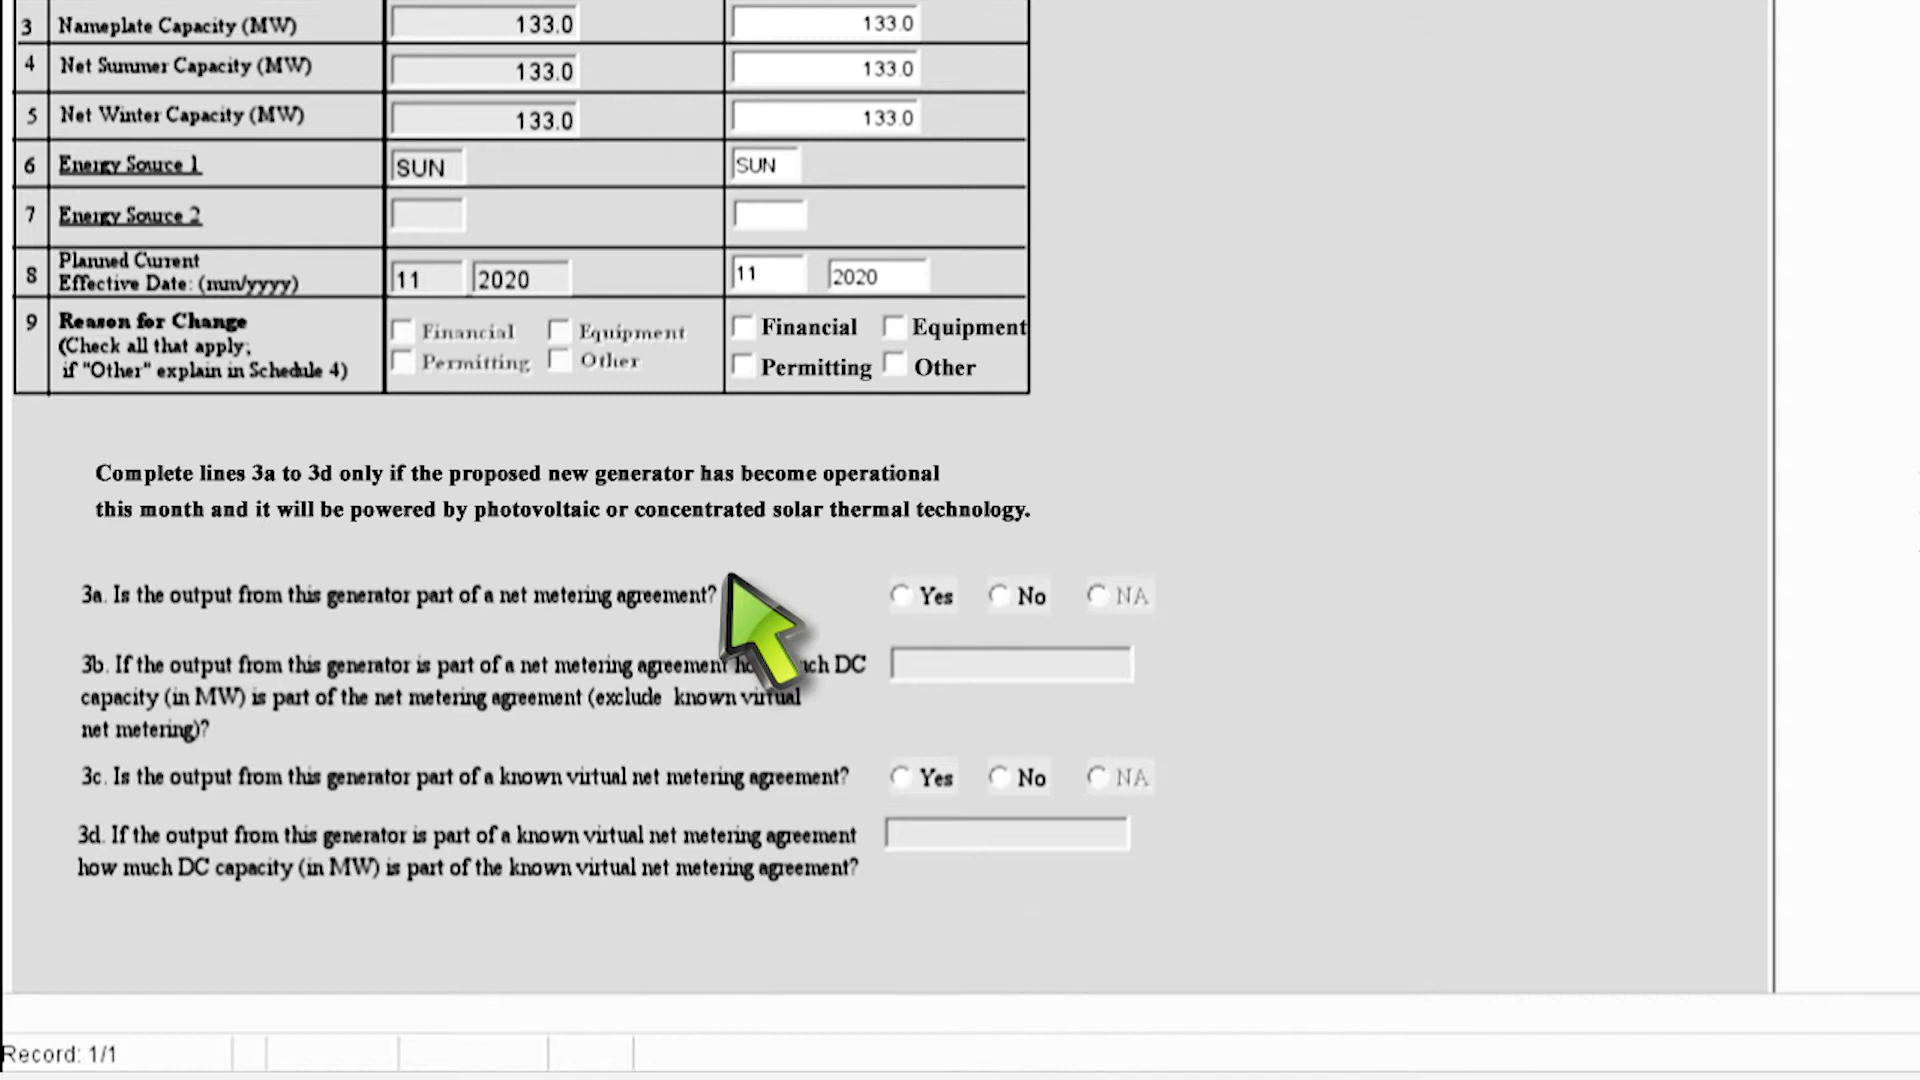 3 Nameplate Capacity (MW) 133.0 133.0
4 Net Summer Capacity (MW) 133.0 133.0
5 Net Winter Capacity (MW) 133.0 133.0
6 Energy Source 1 SUN SUN
7 Energy Source 2
8 Planned Current
Effective Date: (mm/yyyy) 11 2020 11 2020
9 Reason for Change Financial Equipment Financial Equipment
(Check all that apply;
if "Other" explain in Schedule 4) Permitting Other Permitting Other
Complete lines 3a to 3d only if the proposed new generator has become operational
this month and it will be powered by photovoltaic or concentrated solar thermal technology.
3a. Is the output from this generator part of a net metering agreement? Yes No NA
3b. If the output from this generator is part of a net metering agreement DC
capacity (in MW) is part of the net metering agreement (exclude known virtual
net metering)?
3c. Is the output from this generator part of a known virtual net metering agreement? Yes No NA
3d. If the output from this generator is part of a known virtual net metering agreement
how much DC capacity (in MW) is part of the known virtual net metering agreement?
Record: 1/1